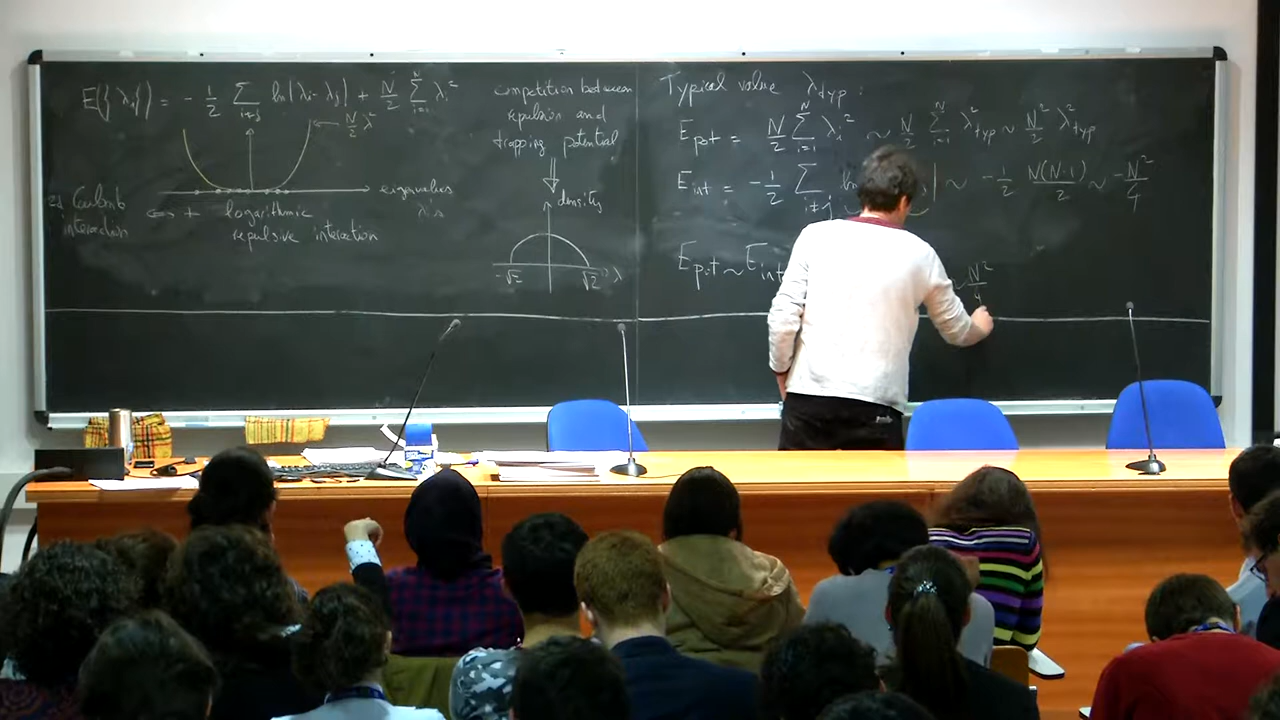 E({λi}) = - 1/2 Σ i≠j ln|λi - λj| + N/2 Σ i=1 N λi²
N/2 λ²
eigenvalues
λ's
2d Coulomb
interaction
⟺ + logarithmic
repulsive interaction
competition between
repulsion and
trapping potential
density
-√2 √2 λ
Typical value λtyp :
Epot = N/2 Σ i=1 N λi² ~ N/2 Σ i=1 N λ²typ ~ N²/2 λ²typ
Eint = - 1/2 Σ i≠j ln | ~ - 1/2 N(N-1)/2 ~ - N²/4
Epot ~ Eint ~ N²